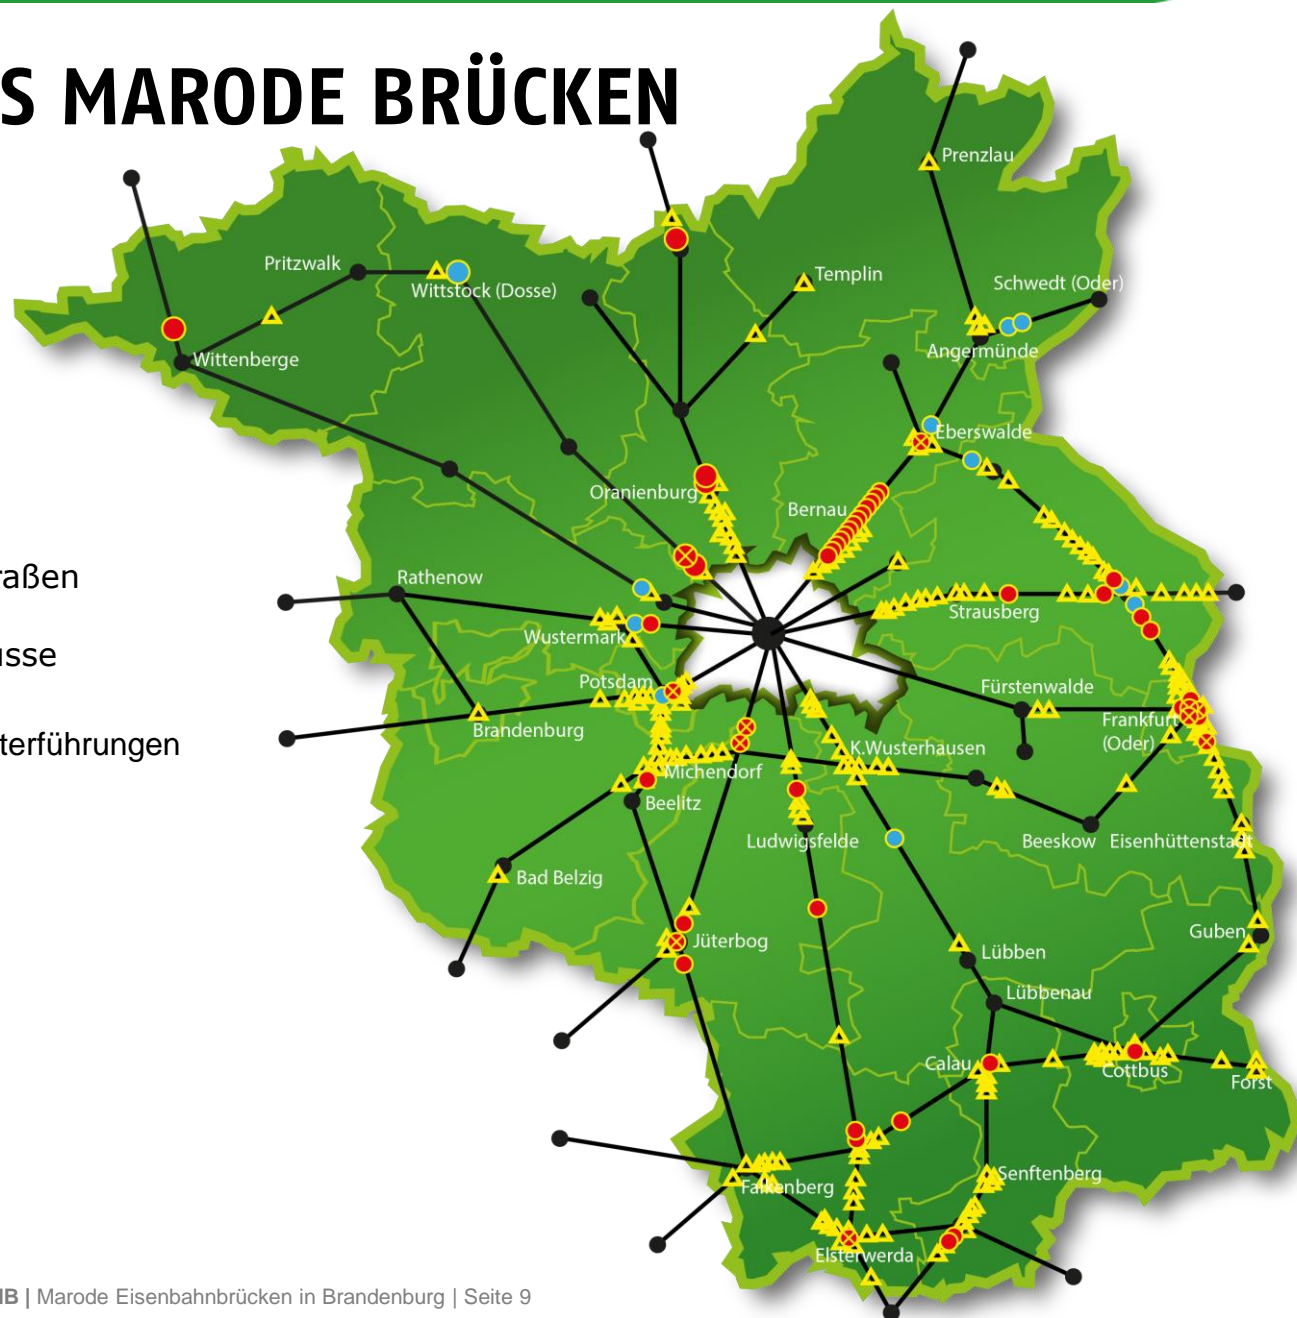 S MARODE BRÜCKEN
Prenzlau
Pritzwalk
Templin
Wittstock (Dosse)
Schwedt (Oder)
Wittenberge
Angermünde
Eberswalde
Oranienburg
Bernau
raßen
Rathenow
Strausberg
Wustermark
usse
Potsdam
Fürstenwalde
Brandenburg
Frankfurt
(Oder)
terführungen
K.Wusterhausen
Michendorf
Beelitz
Ludwigsfelde
Beeskow
Eisenhüttenstadt
Bad Belzig
Guben
Jüterbog
Lübben
Lübbenau
Calau
Cottbus
Forst
Senftenberg
Falkenberg
Elsterwerda
IB | Marode Eisenbahnbrücken in Brandenburg | Seite 9